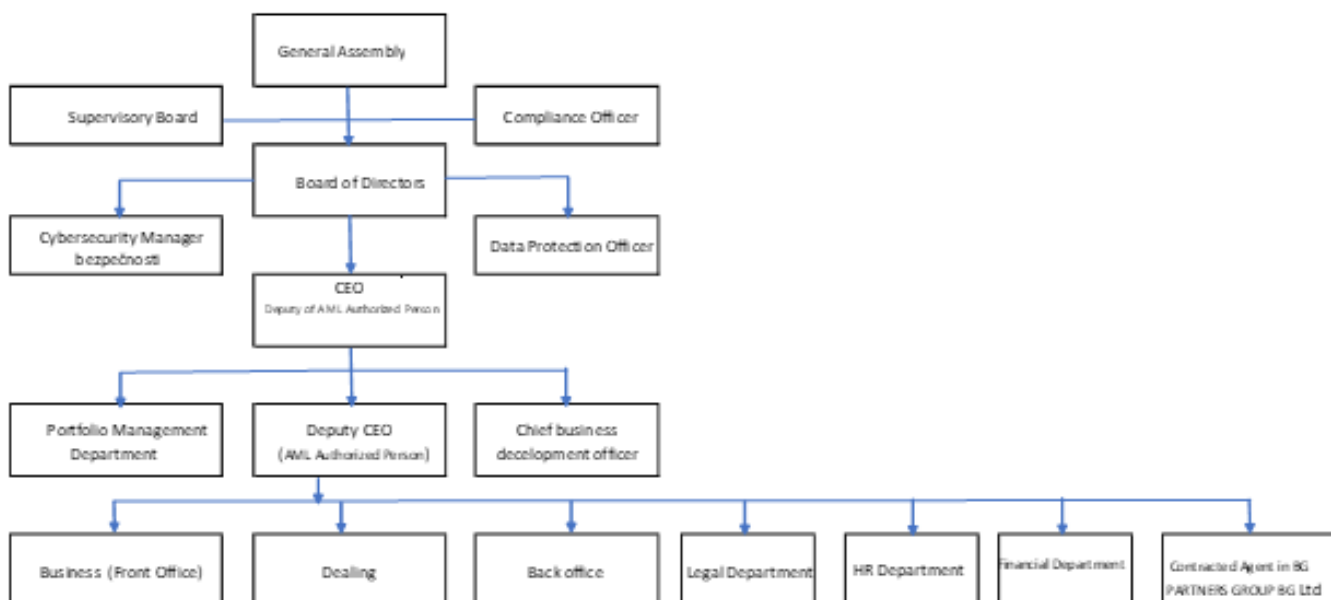 General Assembly
Supervisory Board
Compliance Officer
Board of Directors
Cybersecurity Manager
bezpečnosti
Data Protection Officer
CEO
Deputy of AML Authorized Person
Portfolio Management
Department
Deputy CEO
(AML Authorized Person)
Chief business
decelopment officer
Business (Front Office)
Dealing
Back office
Legal Department
HR Department
Financial Department
Contracted Agent in BG
PARTNERS GROUP BG Ltd